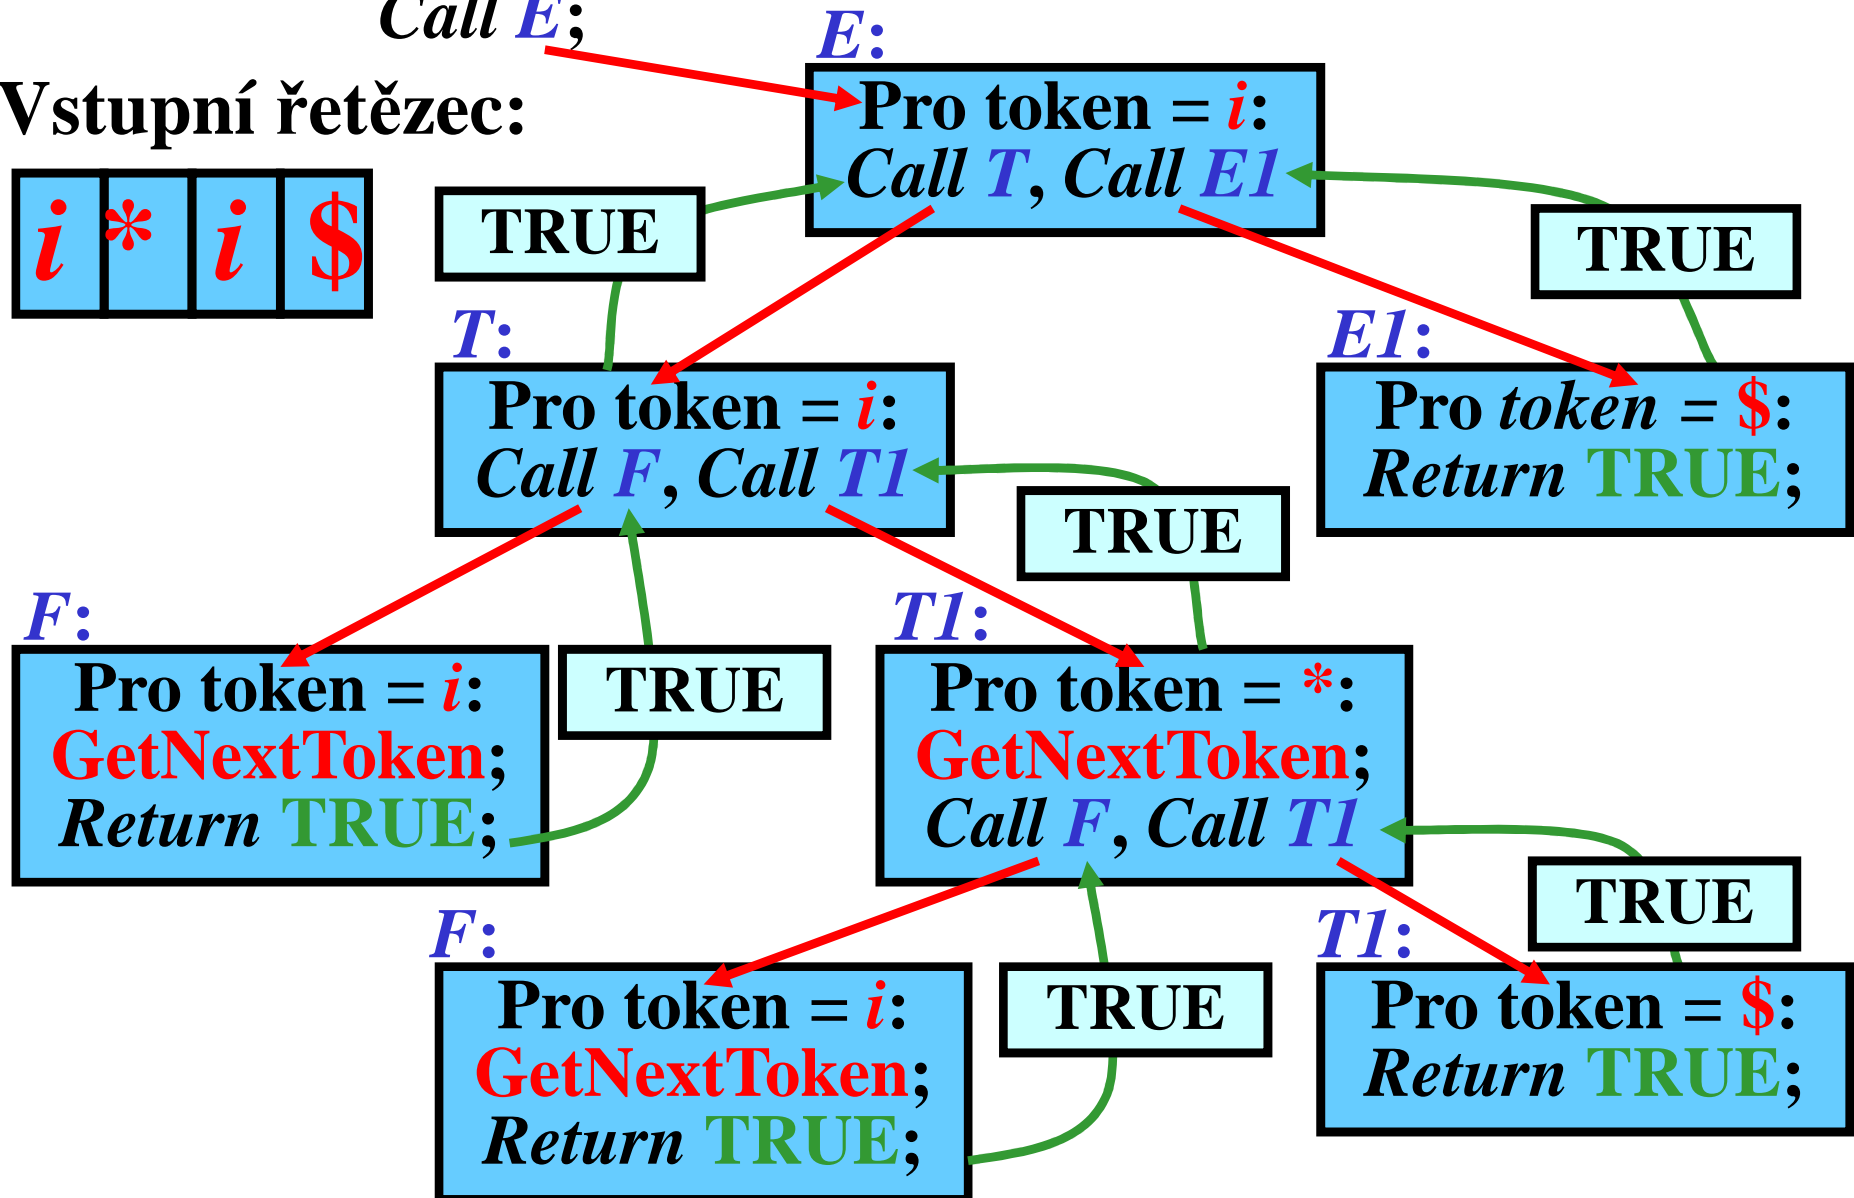 Call E;
Vstupní řetězec:
i * i $
E:
Pro token = i:
Call T, Call E1
TRUE
TRUE
T:
Pro token = i:
Call F, Call T1
E1:
Pro token = $:
Return TRUE;
TRUE
F:
Pro token = i:
GetNextToken;
Return TRUE;
TRUE
T1:
Pro token = *:
GetNextToken;
Call F, Call T1
TRUE
F:
Pro token = i:
GetNextToken;
Return TRUE;
TRUE
T1:
Pro token = $:
Return TRUE;